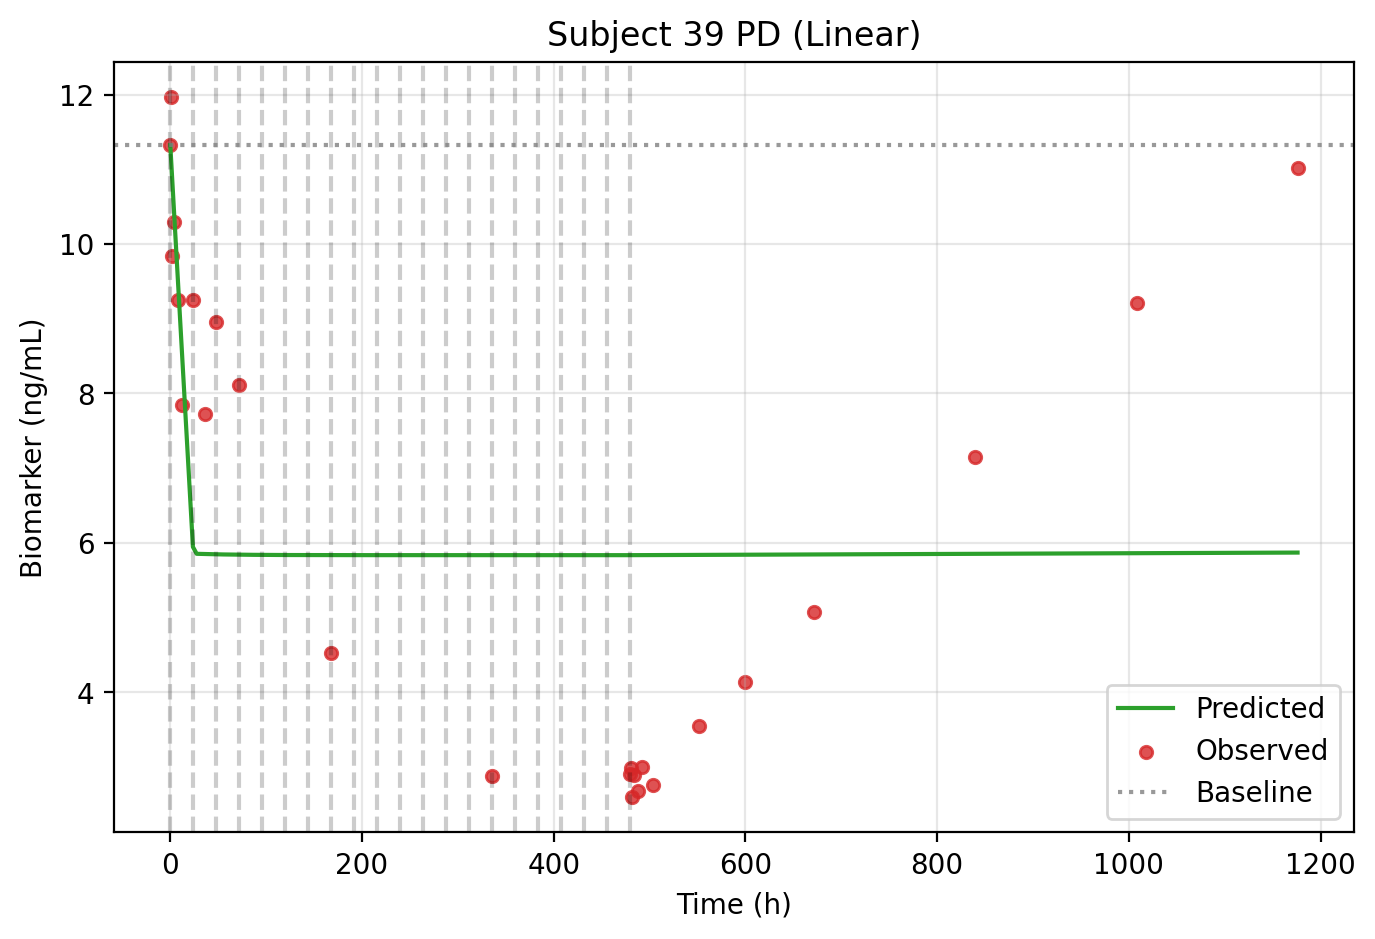 Subject 39 PD (Linear)
Biomarker (ng/mL)
12
10
8
6
4
0
200
400
600
800
1000
1200
Time (h)
Predicted
Observed
Baseline